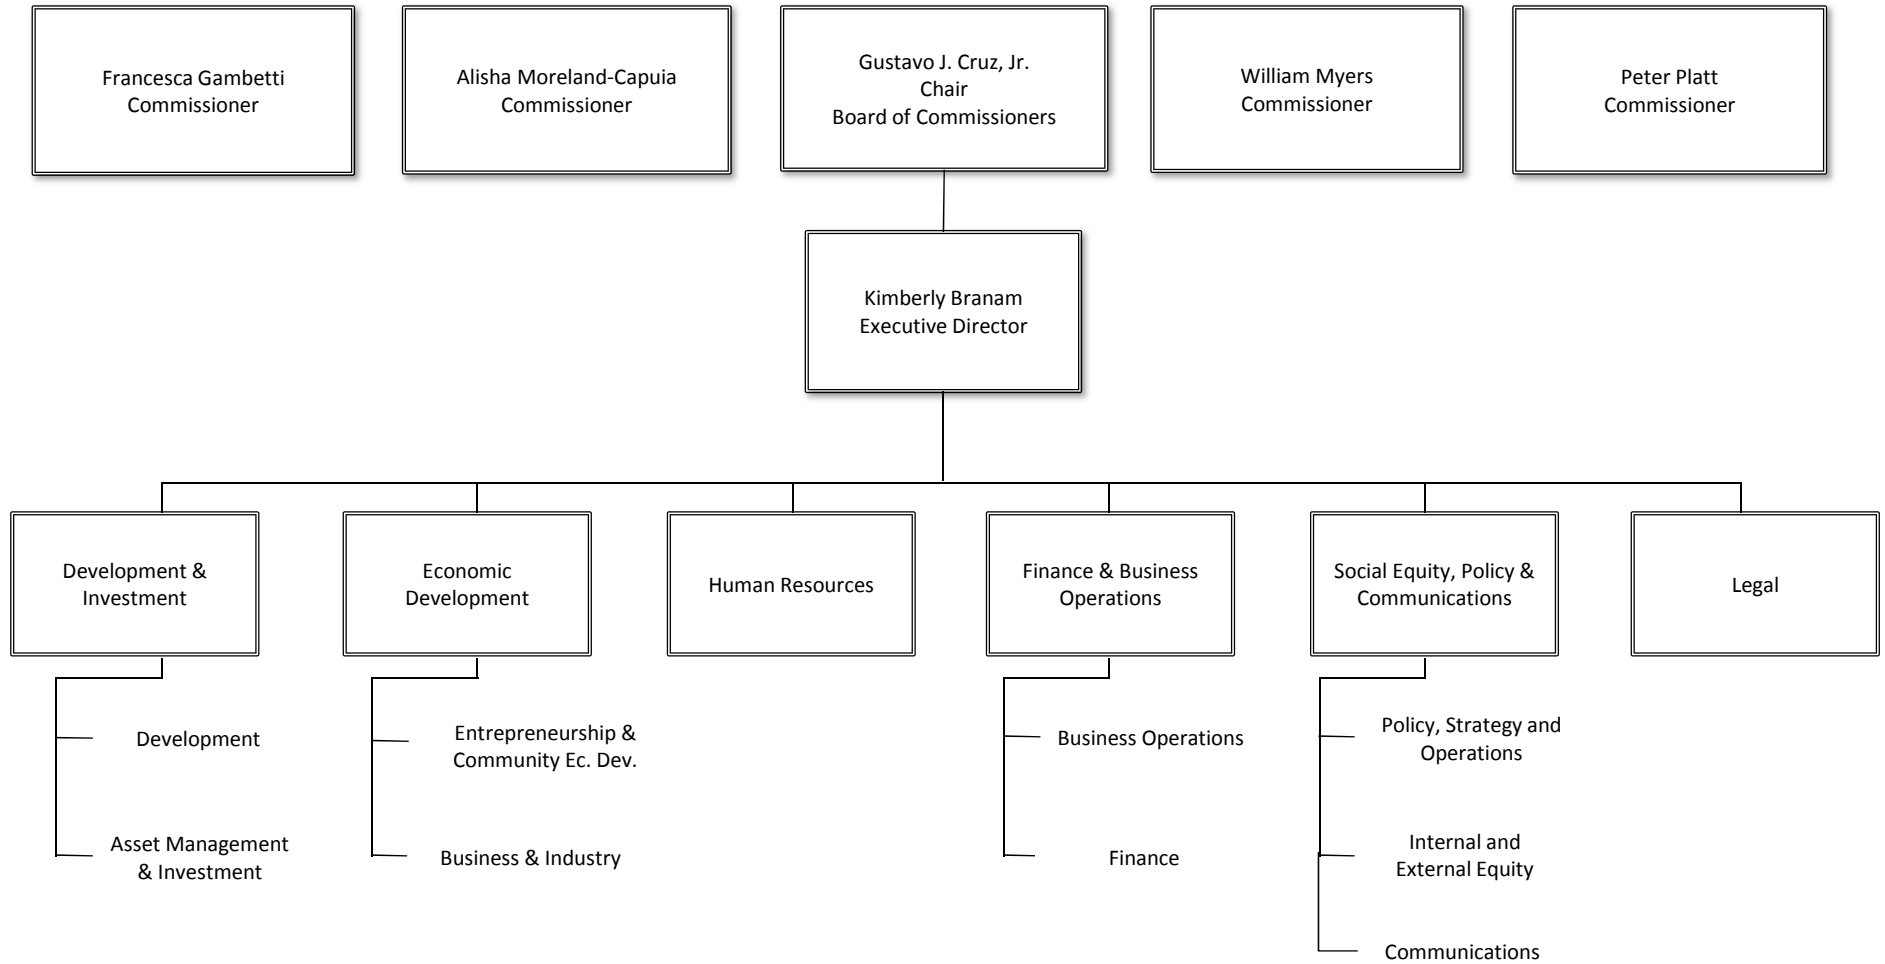 Francesca Gambetti
Commissioner
Alisha Moreland-Capuia
Commissioner
Gustavo J. Cruz, Jr.
Chair
Board of Commissioners
William Myers
Commissioner
Peter Platt
Commissioner
Kimberly Branam
Executive Director
Development &
Investment
Economic
Development
Human Resources
Finance & Business
Operations
Social Equity, Policy &
Communications
Legal
Development
Asset Management
& Investment
Entrepreneurship &
Community Ec. Dev.
Business & Industry
Business Operations
Finance
Policy, Strategy and
Operations
Internal and
External Equity
Communications